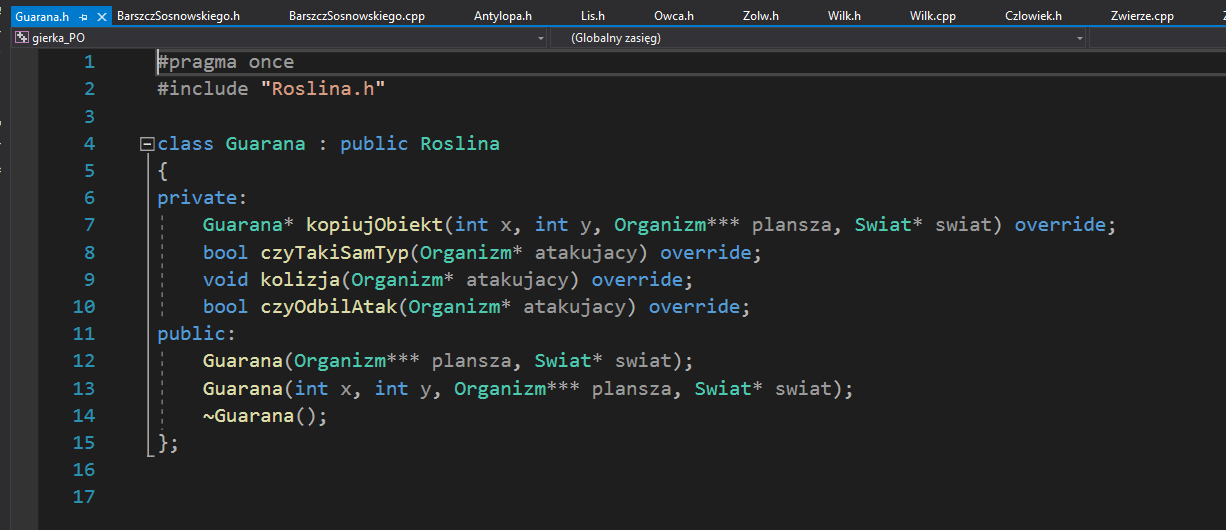 Guarana.h BarszczSosnowskiego.h BarszczSosnowskiego.cpp Antylopa.h Lis.h Owca.h Zolw.h Wilk.h Wilk.cpp Czlowiek.h Zwierze.cpp
gierka_PO (Globalny zasięg)
1 #pragma once
2 #include "Roslina.h"
3
4 class Guarana : public Roslina
5 {
6 private:
7 Guarana* kopiujObiekt(int x, int y, Organizm*** plansza, Swiat* swiat) override;
8 bool czyTakiSamTyp(Organizm* atakujacy) override;
9 void kolizja(Organizm* atakujacy) override;
10 bool czyOdbilAtak(Organizm* atakujacy) override;
11 public:
12 Guarana(Organizm*** plansza, Swiat* swiat);
13 Guarana(int x, int y, Organizm*** plansza, Swiat* swiat);
14 ~Guarana();
15 };
16
17